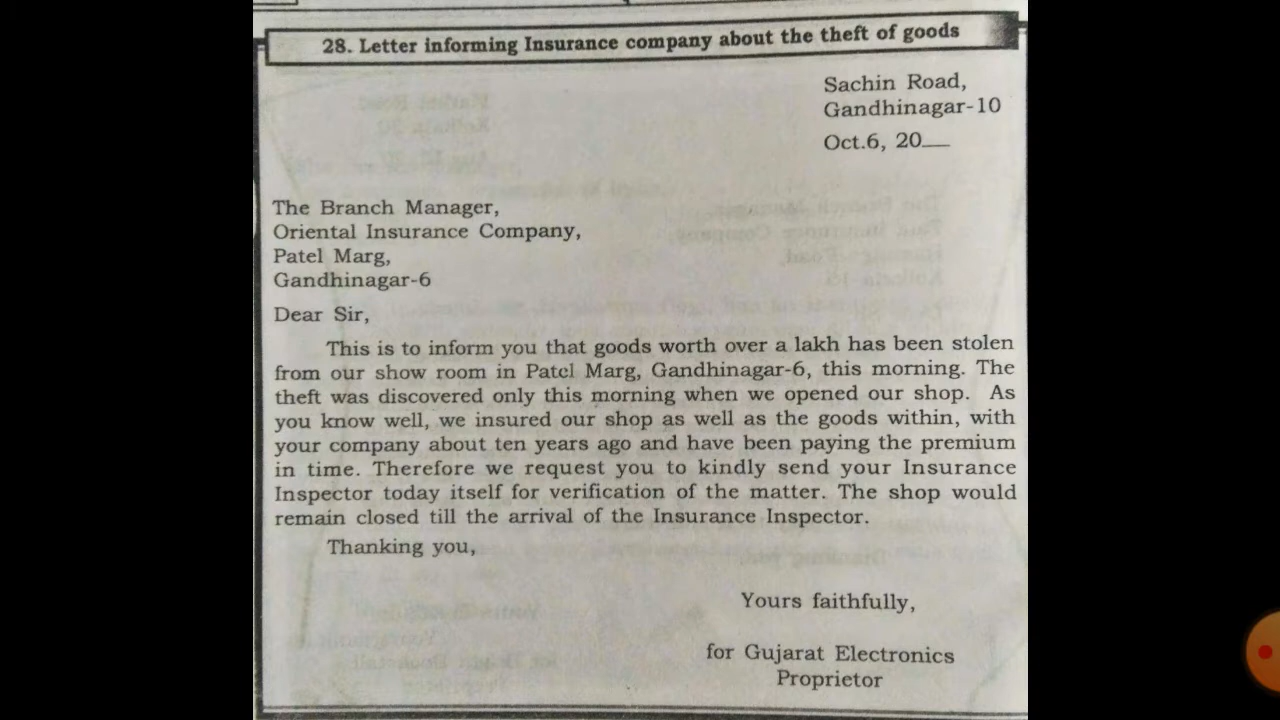 28. Letter informing Insurance company about the theft of goods
Sachin Road,
Gandhinagar-10
Oct.6, 20__
The Branch Manager,
Oriental Insurance Company,
Patel Marg,
Gandhinagar-6
Dear Sir,
This is to inform you that goods worth over a lakh has been stolen
from our show room in Patel Marg, Gandhinagar-6, this morning. The
theft was discovered only this morning when we opened our shop. As
you know well, we insured our shop as well as the goods within, with
your company about ten years ago and have been paying the premium
in time. Therefore we request you to kindly send your Insurance
Inspector today itself for verification of the matter. The shop would
remain closed till the arrival of the Insurance Inspector.
Thanking you,
Yours faithfully,
for Gujarat Electronics
Proprietor